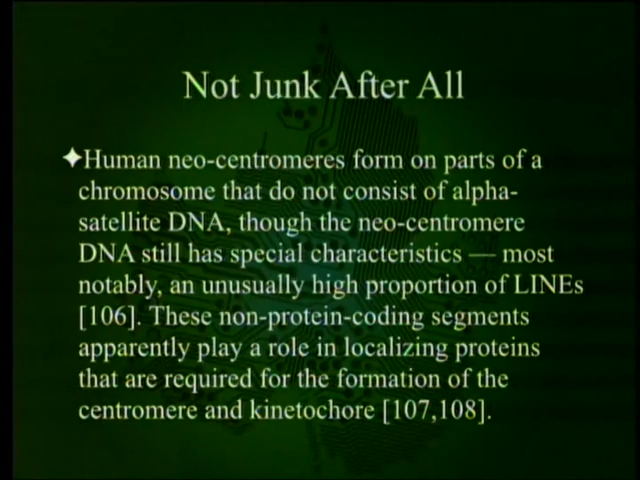 Not Junk After All
Human neo-centromeres form on parts of a
chromosome that do not consist of alpha-
satellite DNA, though the neo-centromere
DNA still has special characteristics — most
notably, an unusually high proportion of LINEs
[106]. These non-protein-coding segments
apparently play a role in localizing proteins
that are required for the formation of the
centromere and kinetochore [107,108].